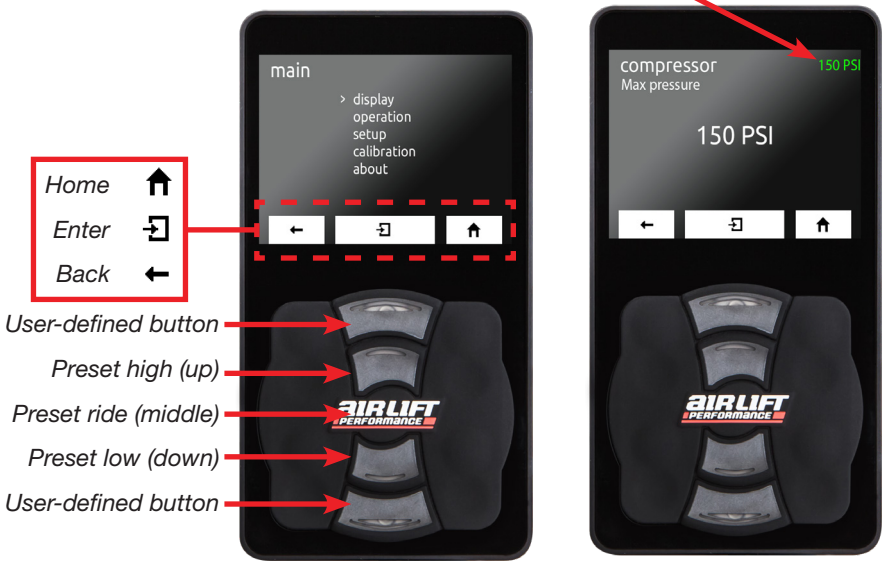 main
> display
operation
setup
calibration
about
Home
Enter
Back
User-defined button
Preset high (up)
Preset ride (middle)
Preset low (down)
User-defined button
AIRLIFT
PERFORMANCE
compressor
150 PSI
Max pressure
150 PSI
AIRLIFT
PERFORMANCE